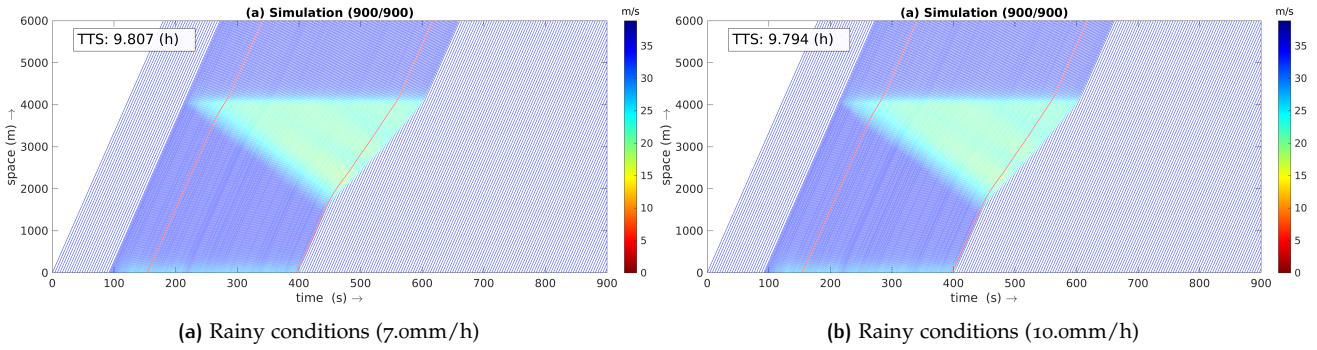 (a) Simulation (900/900)
m/s
TTS: 9.807 (h)
6000
5000
4000
3000
2000
1000
0
space (m) →
0 100 200 300 400 500 600 700 800 900
time (s) →
35
30
25
20
15
10
5
0
(a) Rainy conditions (7.0mm/h)
(a) Simulation (900/900)
m/s
TTS: 9.794 (h)
6000
5000
4000
3000
2000
1000
0
space (m) →
0 100 200 300 400 500 600 700 800 900
time (s) →
35
30
25
20
15
10
5
0
(b) Rainy conditions (10.0mm/h)